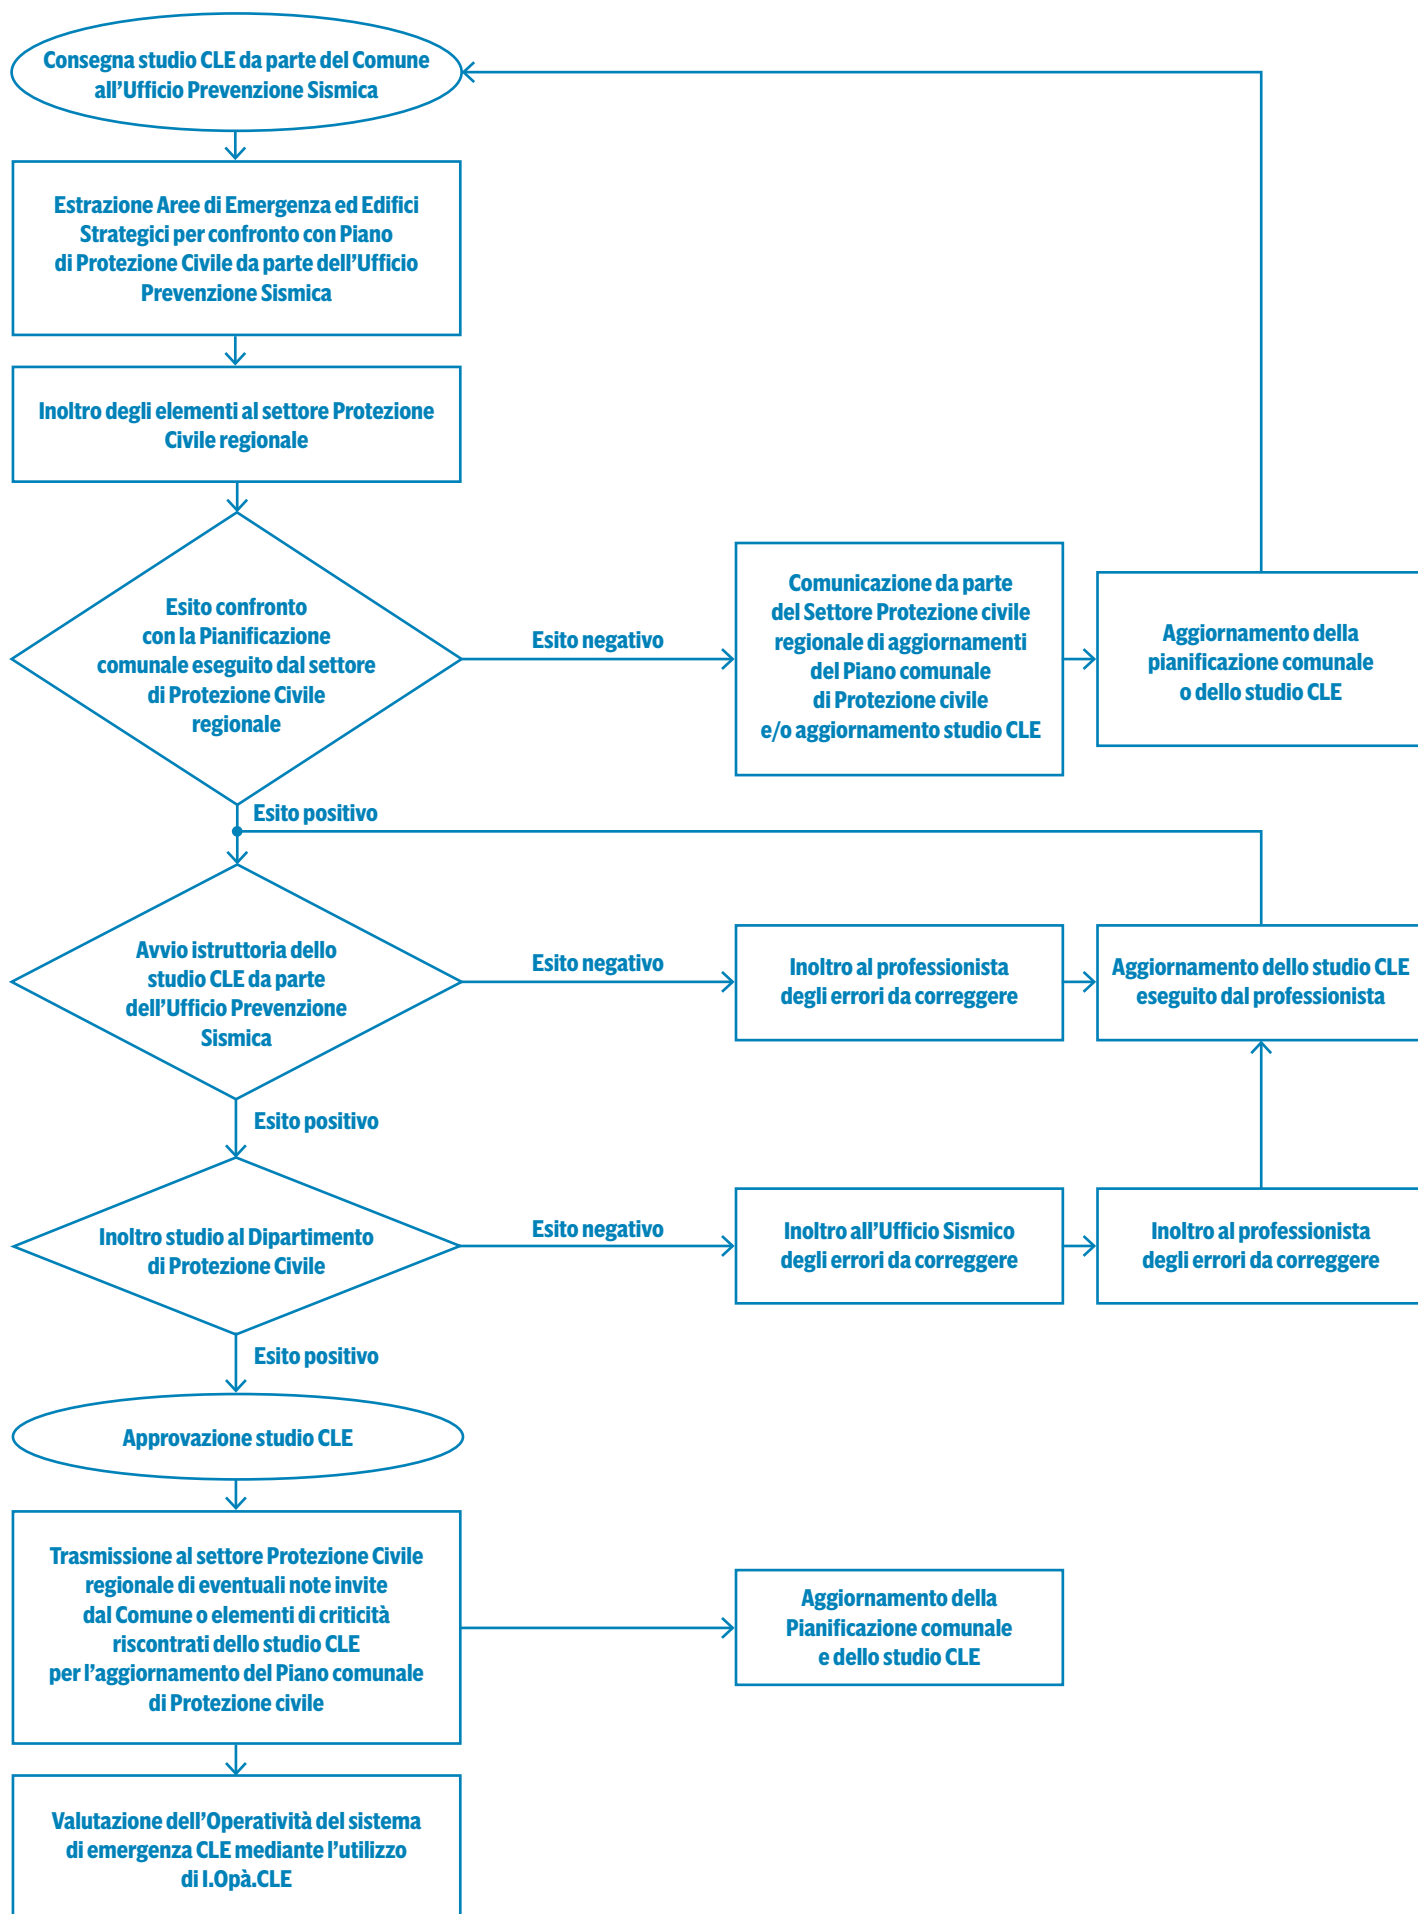 Consegna studio CLE da parte del Comune
all’Ufficio Prevenzione Sismica
Estrazione Aree di Emergenza ed Edifici
Strategici per confronto con Piano
di Protezione Civile da parte dell’Ufficio
Prevenzione Sismica
Inoltro degli elementi al settore Protezione
Civile regionale
Esito confronto
con la Pianificazione
comunale eseguito dal settore
di Protezione Civile
regionale
Esito negativo
Comunicazione da parte
del Settore Protezione civile
regionale di aggiornamenti
del Piano comunale
di Protezione civile
e/o aggiornamento studio CLE
Aggiornamento della
pianificazione comunale
o dello studio CLE
Esito positivo
Avvio istruttoria dello
studio CLE da parte
dell’Ufficio Prevenzione
Sismica
Esito negativo
Inoltro al professionista
degli errori da correggere
Aggiornamento dello studio CLE
eseguito dal professionista
Esito positivo
Inoltro studio al Dipartimento
di Protezione Civile
Esito negativo
Inoltro all’Ufficio Sismico
degli errori da correggere
Inoltro al professionista
degli errori da correggere
Esito positivo
Approvazione studio CLE
Trasmissione al settore Protezione Civile
regionale di eventuali note invite
dal Comune o elementi di criticità
riscontrati dello studio CLE
per l’aggiornamento del Piano comunale
di Protezione civile
Aggiornamento della
Pianificazione comunale
e dello studio CLE
Valutazione dell’Operatività del sistema
di emergenza CLE mediante l’utilizzo
di I.Opà.CLE